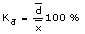 K_d̄ = d̄/x̄ 100 %